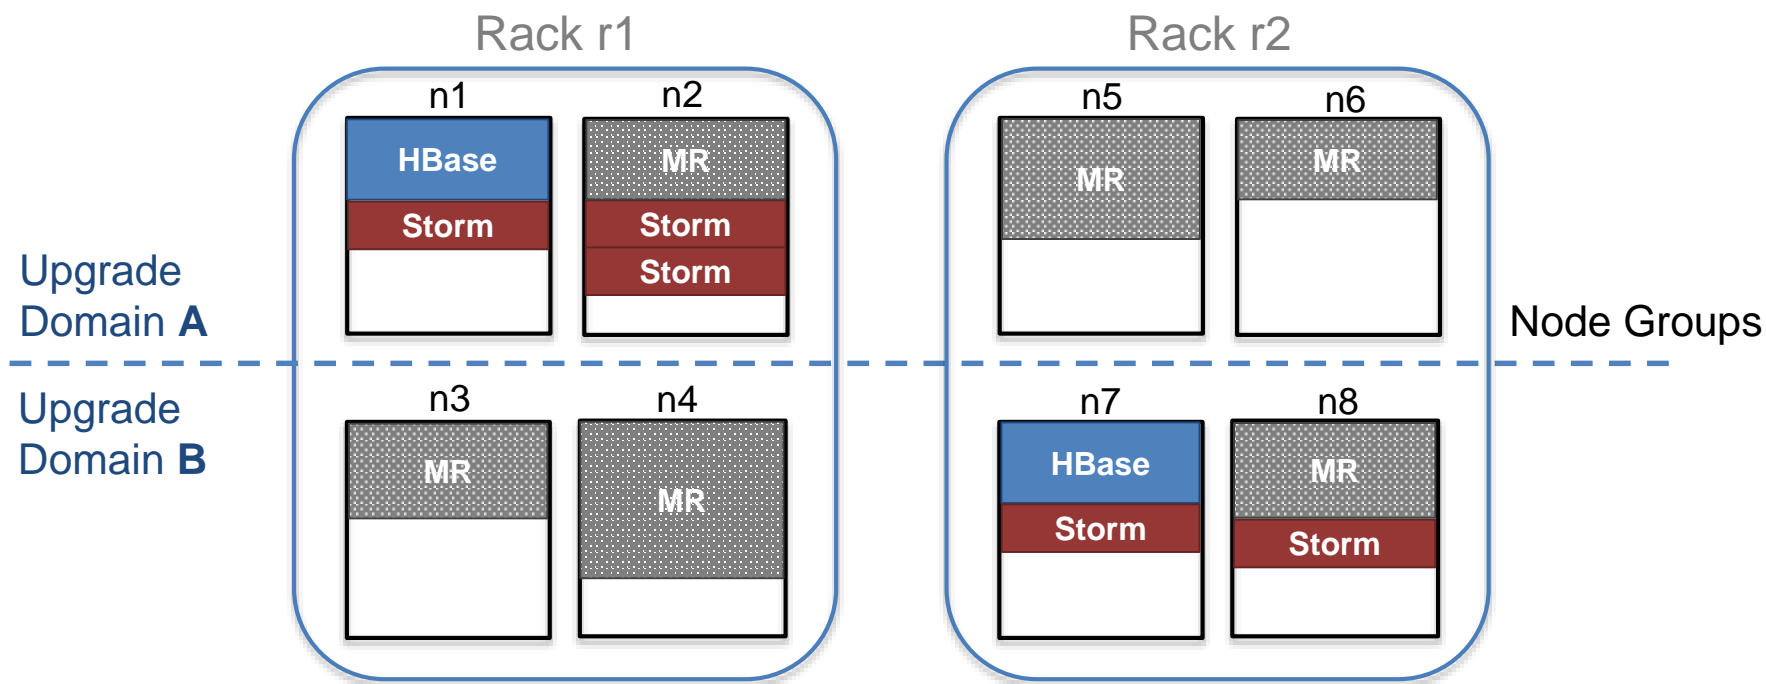 Rack r1
Rack r2
n1
n2
n5
n6
HBase
MR
MR
MR
Storm
Storm
Storm
Upgrade
Domain A
Node Groups
Upgrade
Domain B
n3
n4
n7
n8
MR
MR
HBase
MR
Storm
Storm